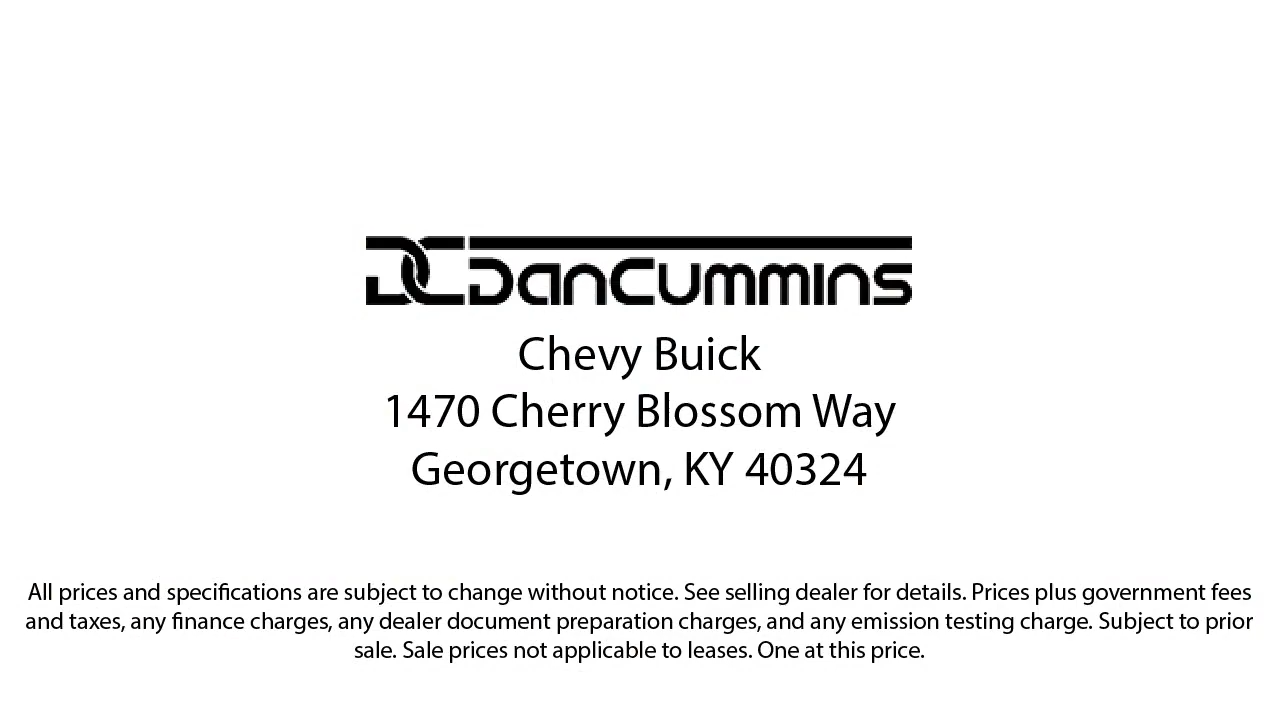 DC DanCummins
Chevy Buick
1470 Cherry Blossom Way
Georgetown, KY 40324
All prices and specifications are subject to change without notice. See selling dealer for details. Prices plus government fees
and taxes, any finance charges, any dealer document preparation charges, and any emission testing charge. Subject to prior
sale. Sale prices not applicable to leases. One at this price.